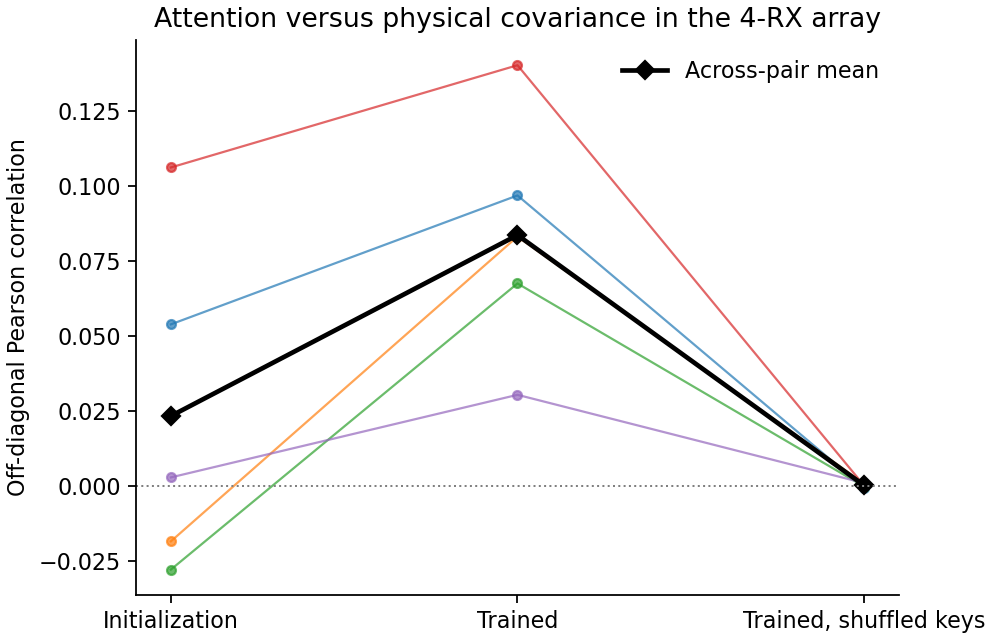 Attention versus physical covariance in the 4-RX array
Across-pair mean
Off-diagonal Pearson correlation
0.125
0.100
0.075
0.050
0.025
0.000
−0.025
Initialization
Trained
Trained, shuffled keys